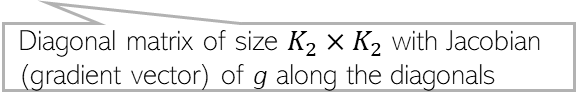 Diagonal matrix of size K₂ × K₂ with Jacobian
(gradient vector) of g along the diagonals